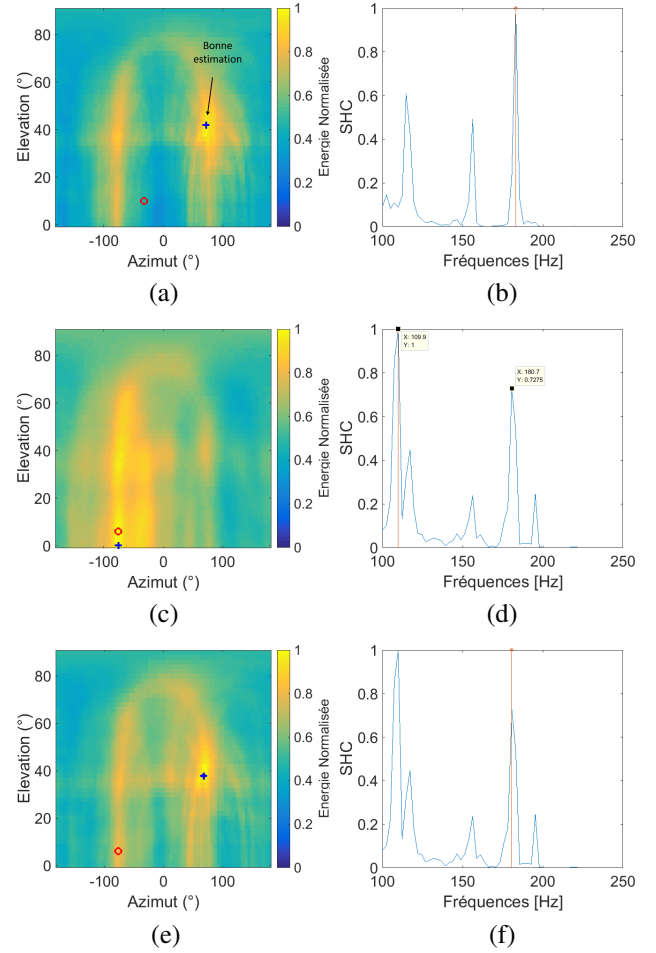 Bonne
estimation
Elevation (°)
80
60
40
20
0
-100
0
100
Azimut (°)
1
0.8
0.6
0.4
0.2
0
Energie Normalisée
(a)
SHC
1
0.8
0.6
0.4
0.2
0
100
150
200
250
Fréquences [Hz]
(b)
Elevation (°)
80
60
40
20
0
-100
0
100
Azimut (°)
1
0.8
0.6
0.4
0.2
0
Energie Normalisée
(c)
SHC
1
0.8
0.6
0.4
0.2
0
X: 109.9
Y: 1
X: 180.7
Y: 0.7275
100
150
200
250
Fréquences [Hz]
(d)
Elevation (°)
80
60
40
20
0
-100
0
100
Azimut (°)
1
0.8
0.6
0.4
0.2
0
Energie Normalisée
(e)
SHC
1
0.8
0.6
0.4
0.2
0
100
150
200
250
Fréquences [Hz]
(f)